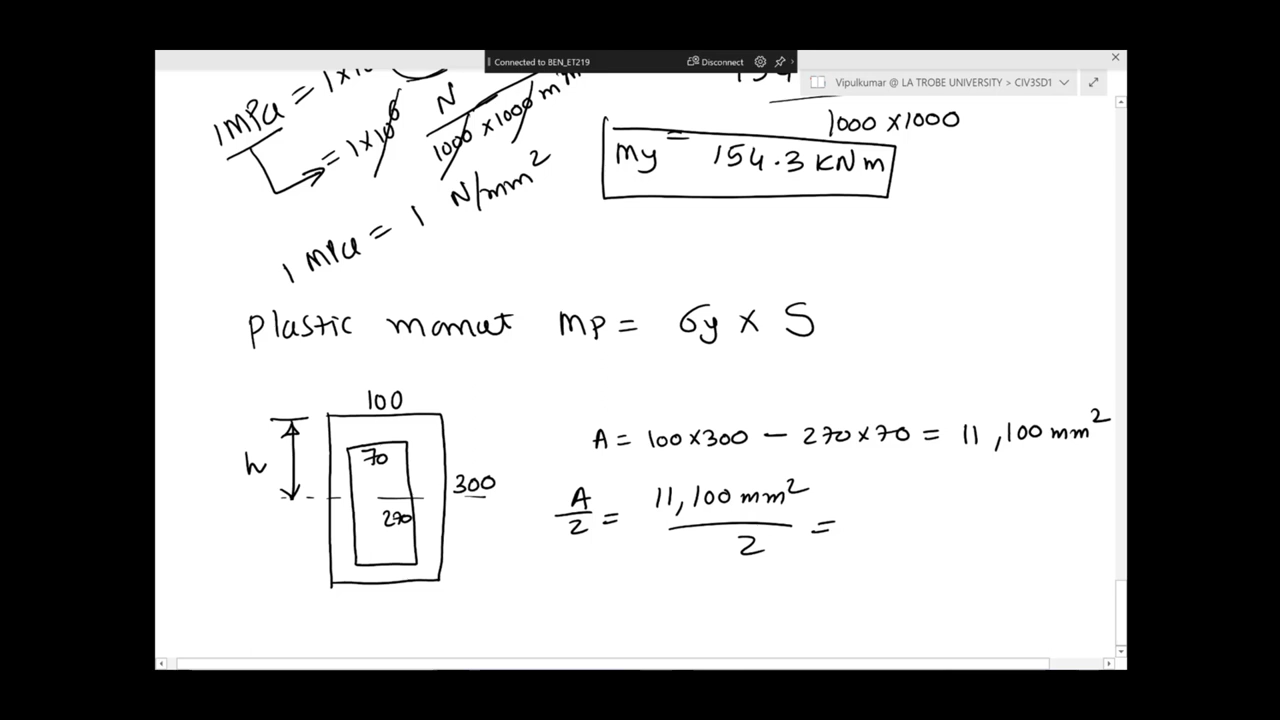 Connected to BEN_ET219
Disconnect
Vipulkumar @ LA TROBE UNIVERSITY > CIV3SD1
1MPa = 1x10
= 1x10⁶ N
1000 x1000 m
1000 x1000
My = 154.3 KNm
1 MPa = 1 N/mm²
Plastic moment Mp = σy x S
100
h
70
300
270
A = 100x300 - 270x70 = 11,100 mm²
A/2 = 11,100 mm²/2 =